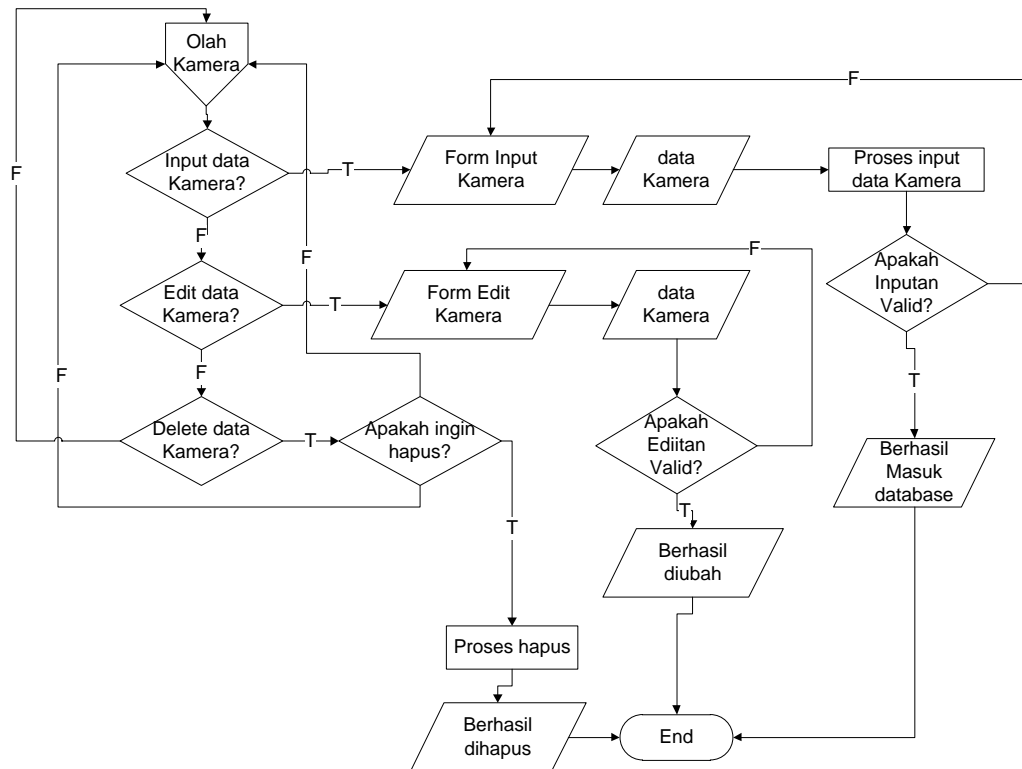 Olah
Kamera
F
Input data
Kamera?
T
Form Input
Kamera
data
Kamera
Proses input
data Kamera
F
F
F
Edit data
Kamera?
T
Form Edit
Kamera
data
Kamera
F
Apakah
Inputan
Valid?
F
F
T
Delete data
Kamera?
T
Apakah ingin
hapus?
Apakah
Ediitan
Valid?
Berhasil
Masuk
database
T
T
Berhasil
diubah
Proses hapus
Berhasil
dihapus
End